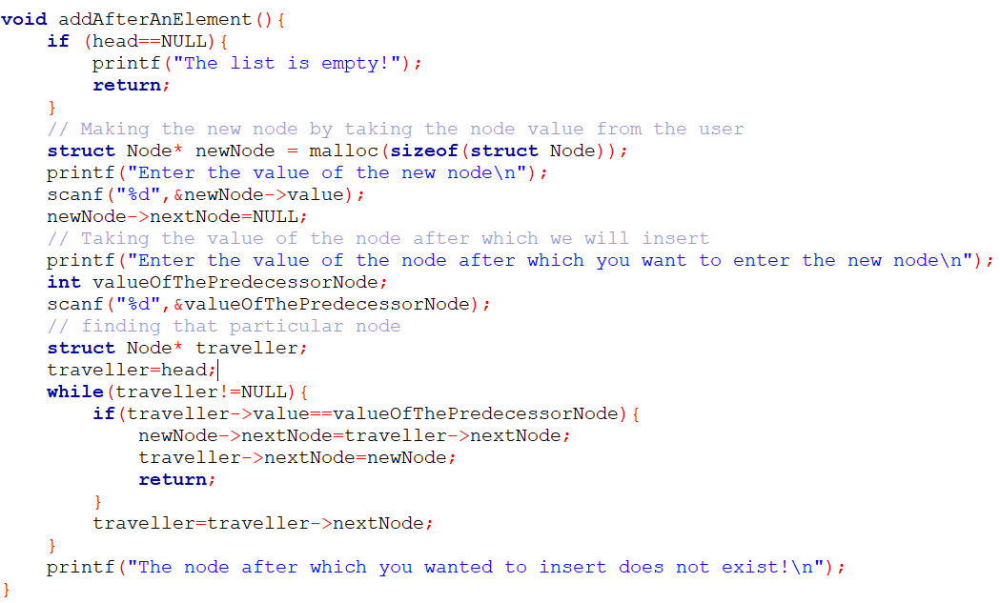 void addAfterAnElement(){
    if (head==NULL){
        printf("The list is empty!");
        return;
    }
    // Making the new node by taking the node value from the user
    struct Node* newNode = malloc(sizeof(struct Node));
    printf("Enter the value of the new node\n");
    scanf("%d",&newNode->value);
    newNode->nextNode=NULL;
    // Taking the value of the node after which we will insert
    printf("Enter the value of the node after which you want to enter the new node\n");
    int valueOfThePredecessorNode;
    scanf("%d",&valueOfThePredecessorNode);
    // finding that particular node
    struct Node* traveller;
    traveller=head;
    while(traveller!=NULL){
        if(traveller->value==valueOfThePredecessorNode){
            newNode->nextNode=traveller->nextNode;
            traveller->nextNode=newNode;
            return;
        }
        traveller=traveller->nextNode;
    }
    printf("The node after which you wanted to insert does not exist!\n");
}